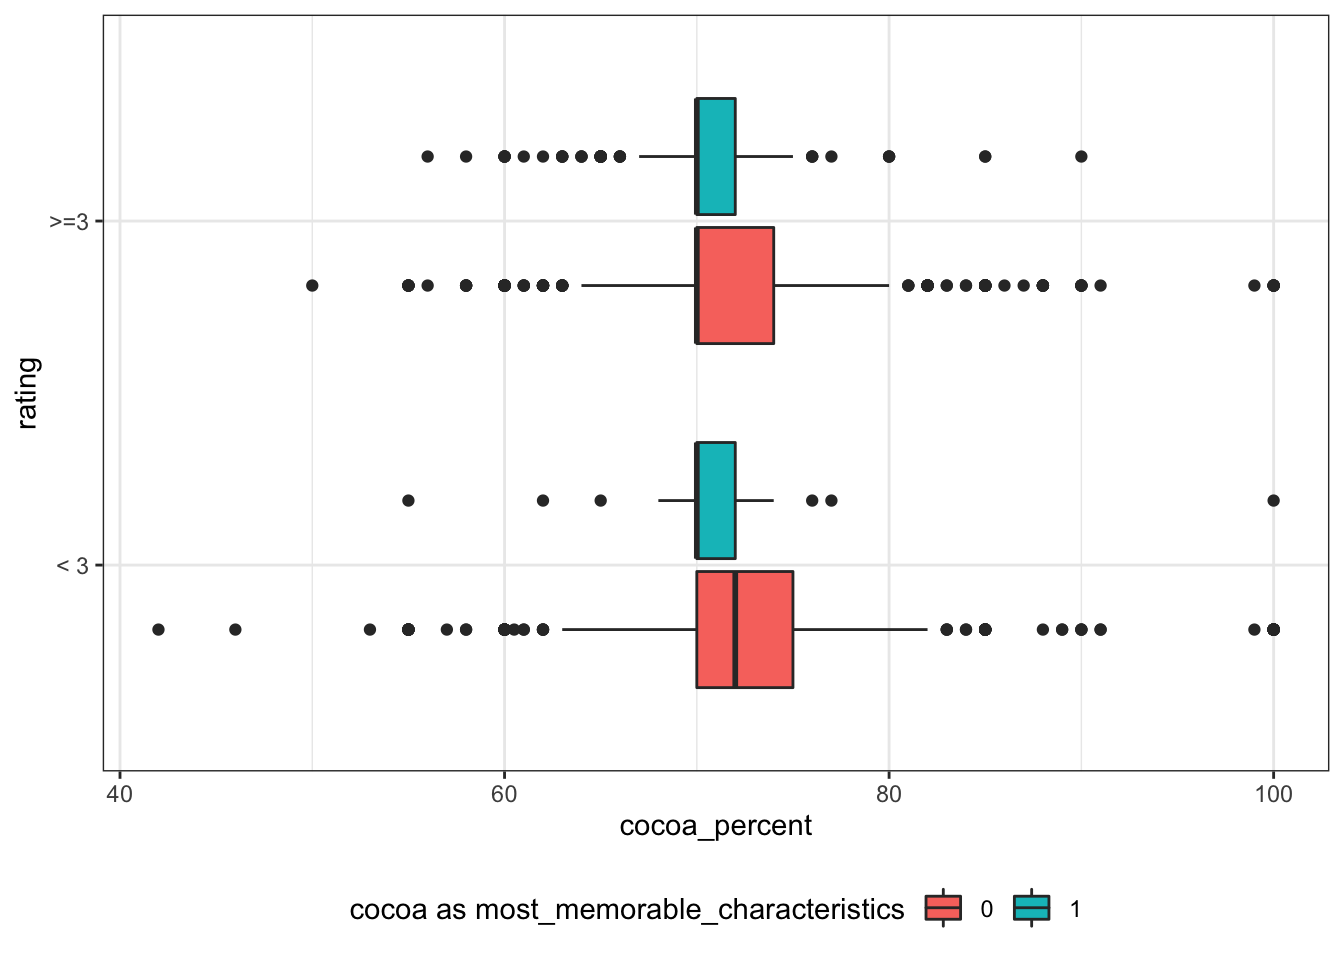 >=3
rating
< 3
40 60 80 100
cocoa_percent
cocoa as most_memorable_characteristics 0 1